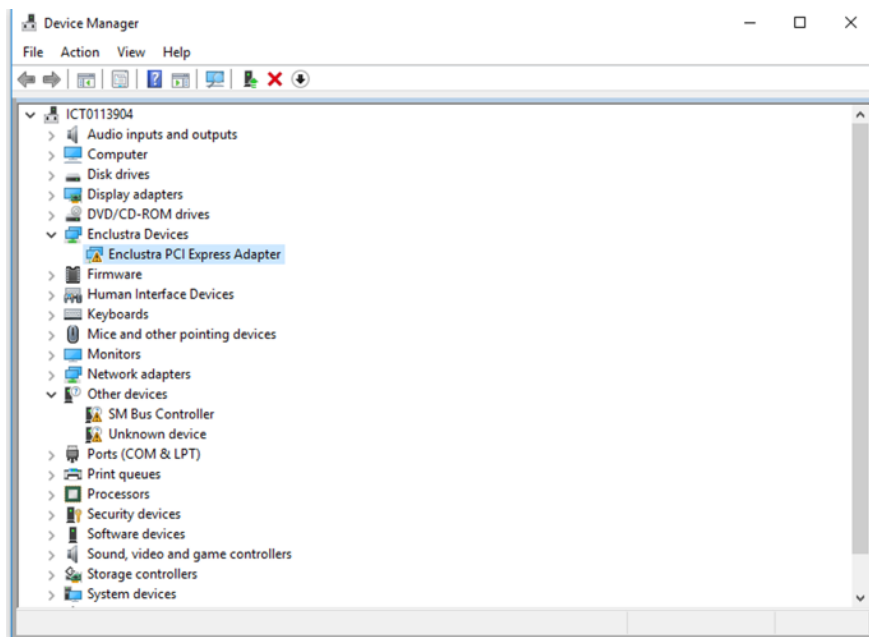 Device Manager
File Action View Help
ICT0113904
Audio inputs and outputs
Computer
Disk drives
Display adapters
DVD/CD-ROM drives
Enclustra Devices
Enclustra PCI Express Adapter
Firmware
Human Interface Devices
Keyboards
Mice and other pointing devices
Monitors
Network adapters
Other devices
SM Bus Controller
Unknown device
Ports (COM & LPT)
Print queues
Processors
Security devices
Software devices
Sound, video and game controllers
Storage controllers
System devices